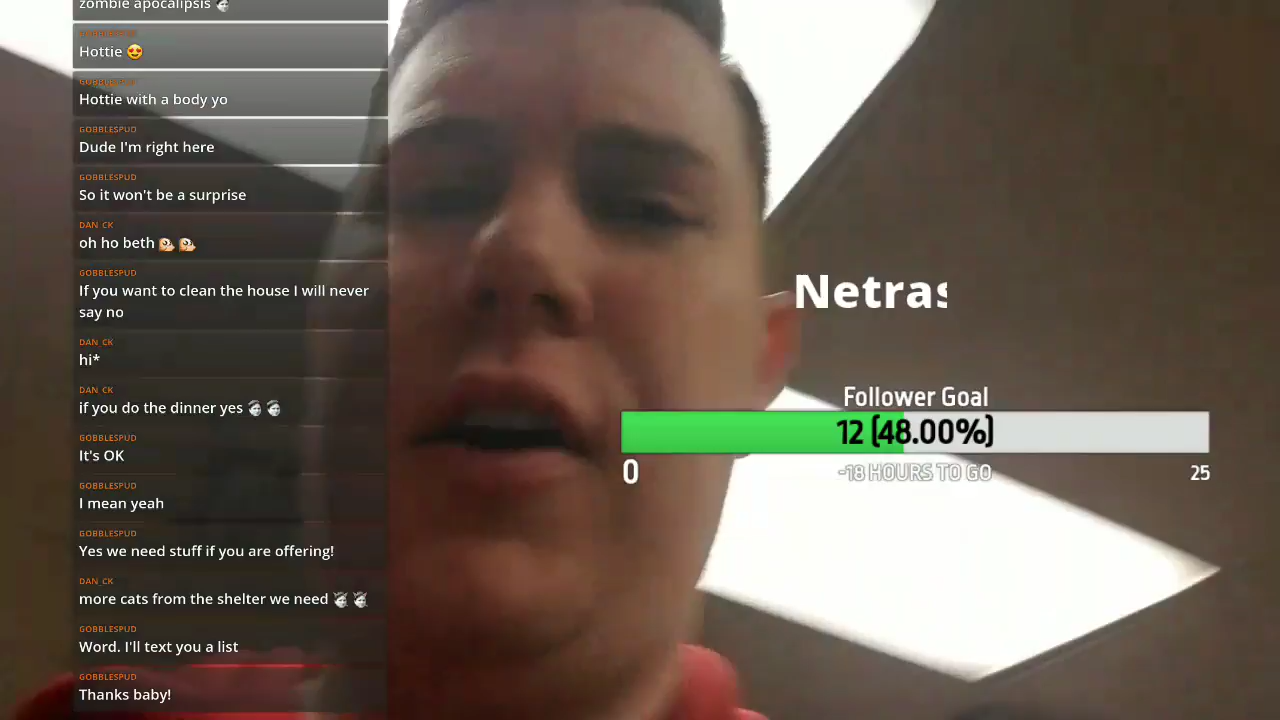 zombie apocalipsis
GOBBLESPUD
Hottie 😍
GOBBLESPUD
Hottie with a body yo
GOBBLESPUD
Dude I'm right here
GOBBLESPUD
So it won't be a surprise
DAN_CK
oh ho beth
GOBBLESPUD
If you want to clean the house I will never
say no
DAN_CK
hi*
DAN_CK
if you do the dinner yes
GOBBLESPUD
It's OK
GOBBLESPUD
I mean yeah
GOBBLESPUD
Yes we need stuff if you are offering!
DAN_CK
more cats from the shelter we need
GOBBLESPUD
Word. I'll text you a list
GOBBLESPUD
Thanks baby!
Netras
Follower Goal
12 (48.00%)
0
-18 HOURS TO GO
25